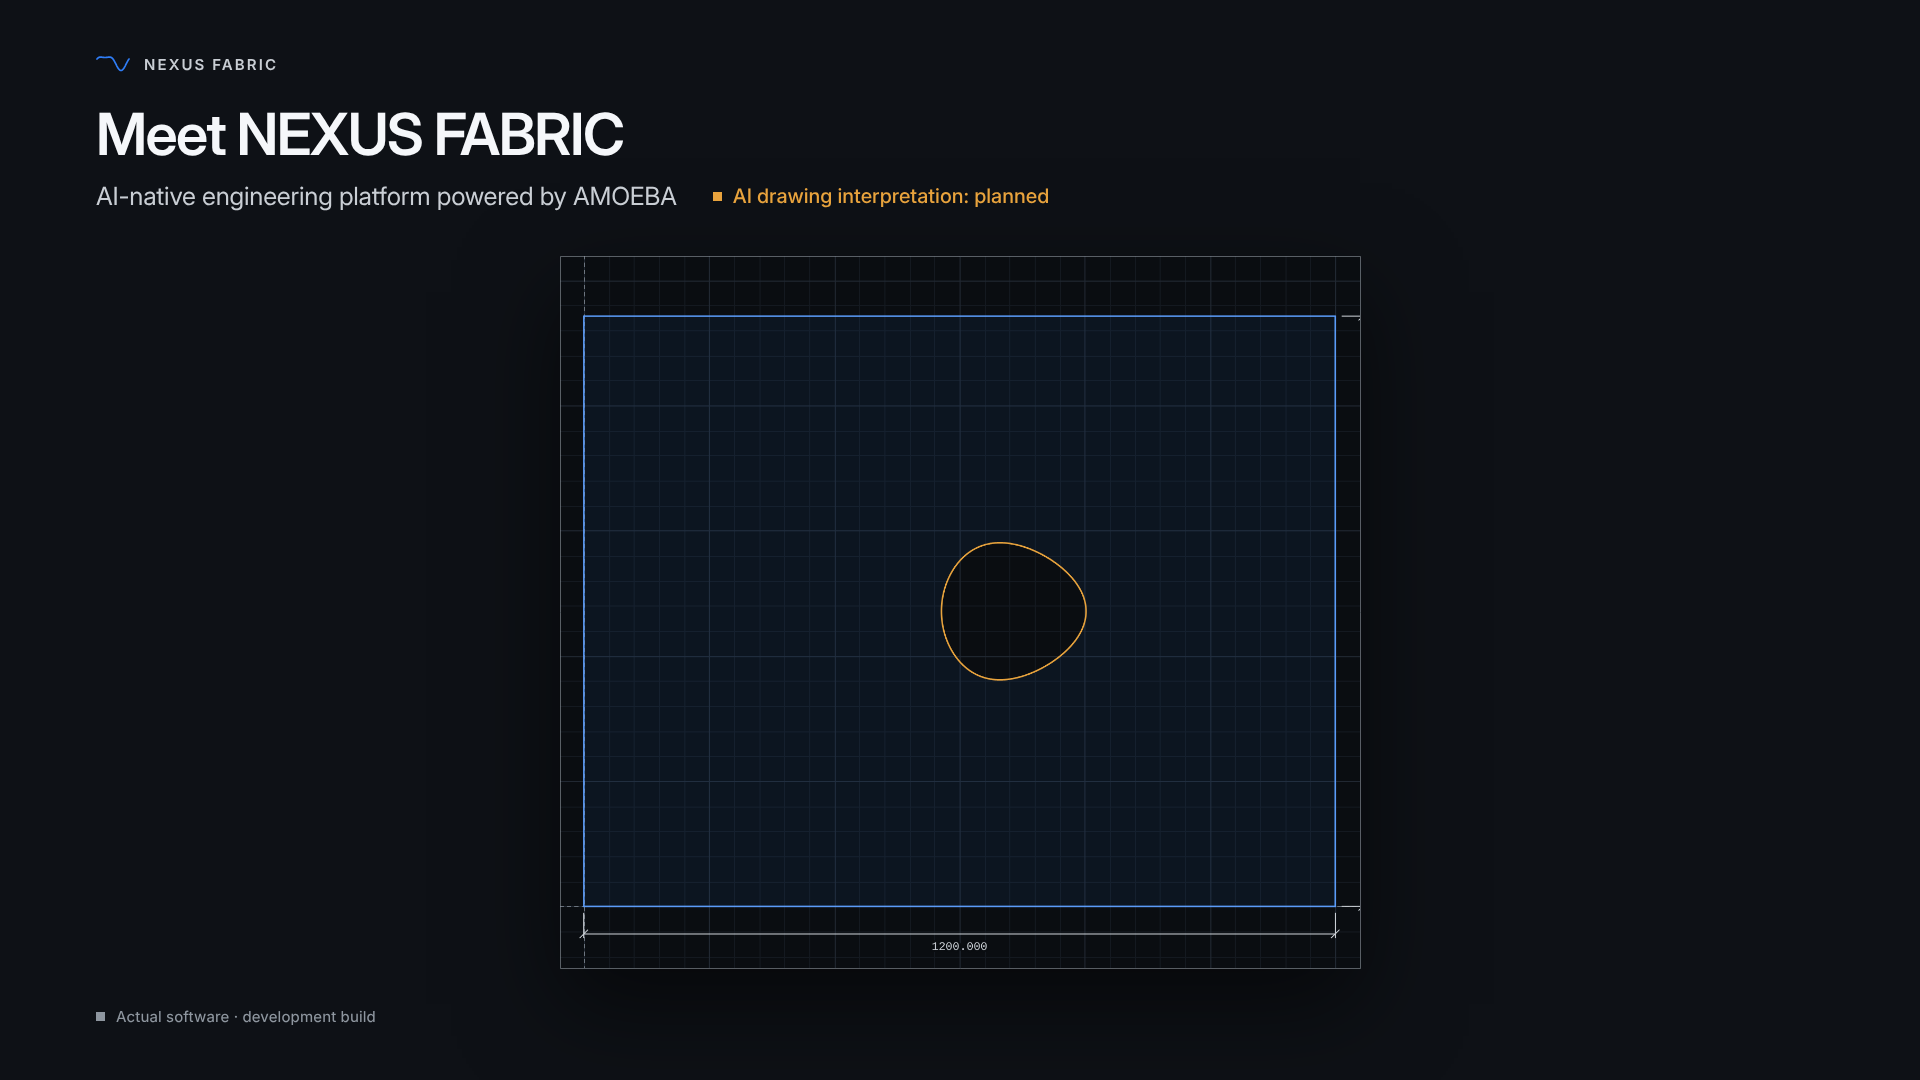 NEXUS FABRIC
Meet NEXUS FABRIC
AI-native engineering platform powered by AMOEBA
AI drawing interpretation: planned
1200.000
Actual software · development build